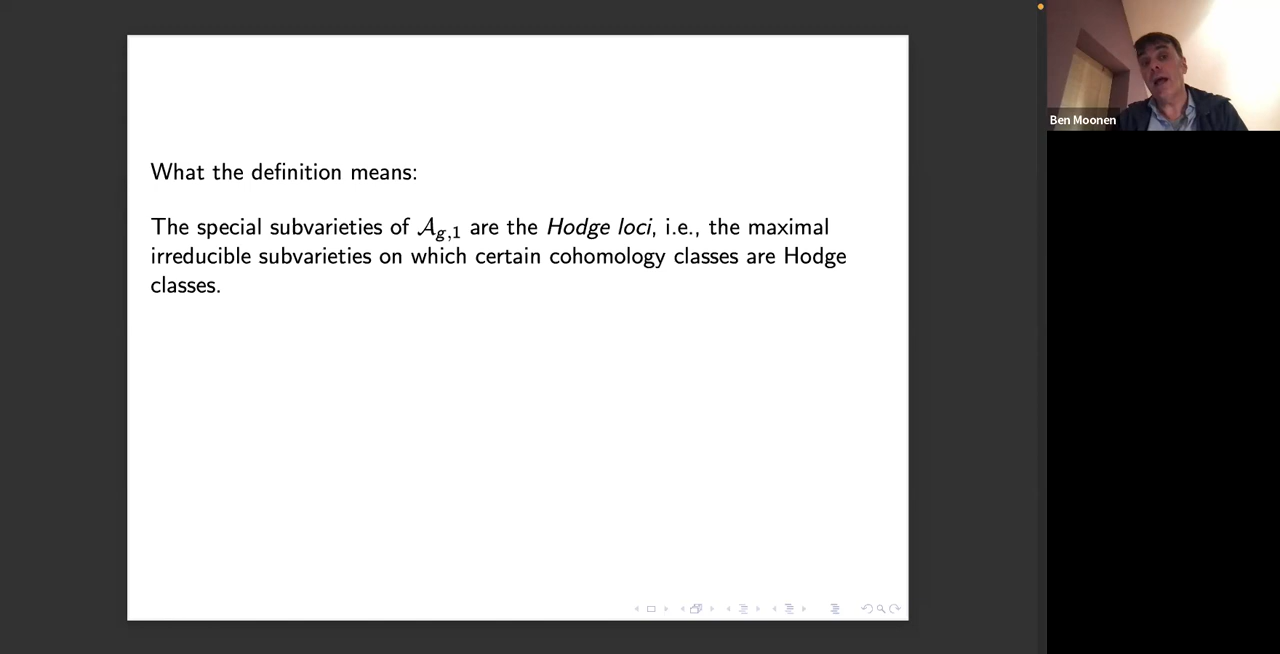 What the definition means:
The special subvarieties of 𝒜g,1 are the Hodge loci, i.e., the maximal
irreducible subvarieties on which certain cohomology classes are Hodge
classes.
Ben Moonen